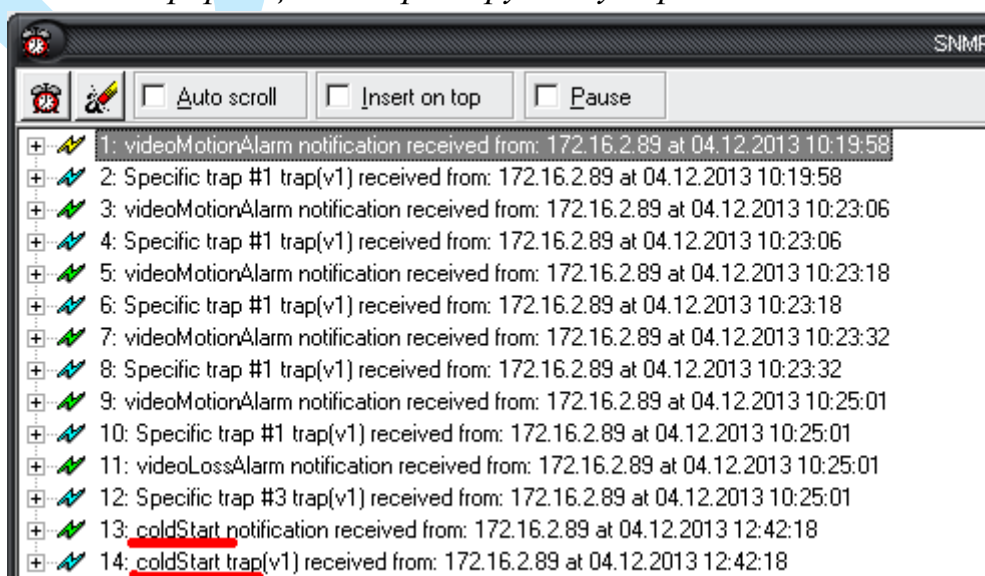 SNMP
Auto scroll Insert on top Pause
1: videoMotionAlarm notification received from: 172.16.2.89 at 04.12.2013 10:19:58
2: Specific trap #1 trap(v1) received from: 172.16.2.89 at 04.12.2013 10:19:58
3: videoMotionAlarm notification received from: 172.16.2.89 at 04.12.2013 10:23:06
4: Specific trap #1 trap(v1) received from: 172.16.2.89 at 04.12.2013 10:23:06
5: videoMotionAlarm notification received from: 172.16.2.89 at 04.12.2013 10:23:18
6: Specific trap #1 trap(v1) received from: 172.16.2.89 at 04.12.2013 10:23:18
7: videoMotionAlarm notification received from: 172.16.2.89 at 04.12.2013 10:23:32
8: Specific trap #1 trap(v1) received from: 172.16.2.89 at 04.12.2013 10:23:32
9: videoMotionAlarm notification received from: 172.16.2.89 at 04.12.2013 10:25:01
10: Specific trap #1 trap(v1) received from: 172.16.2.89 at 04.12.2013 10:25:01
11: videoLossAlarm notification received from: 172.16.2.89 at 04.12.2013 10:25:01
12: Specific trap #3 trap(v1) received from: 172.16.2.89 at 04.12.2013 10:25:01
13: coldStart notification received from: 172.16.2.89 at 04.12.2013 12:42:18
14: coldStart trap(v1) received from: 172.16.2.89 at 04.12.2013 12:42:18